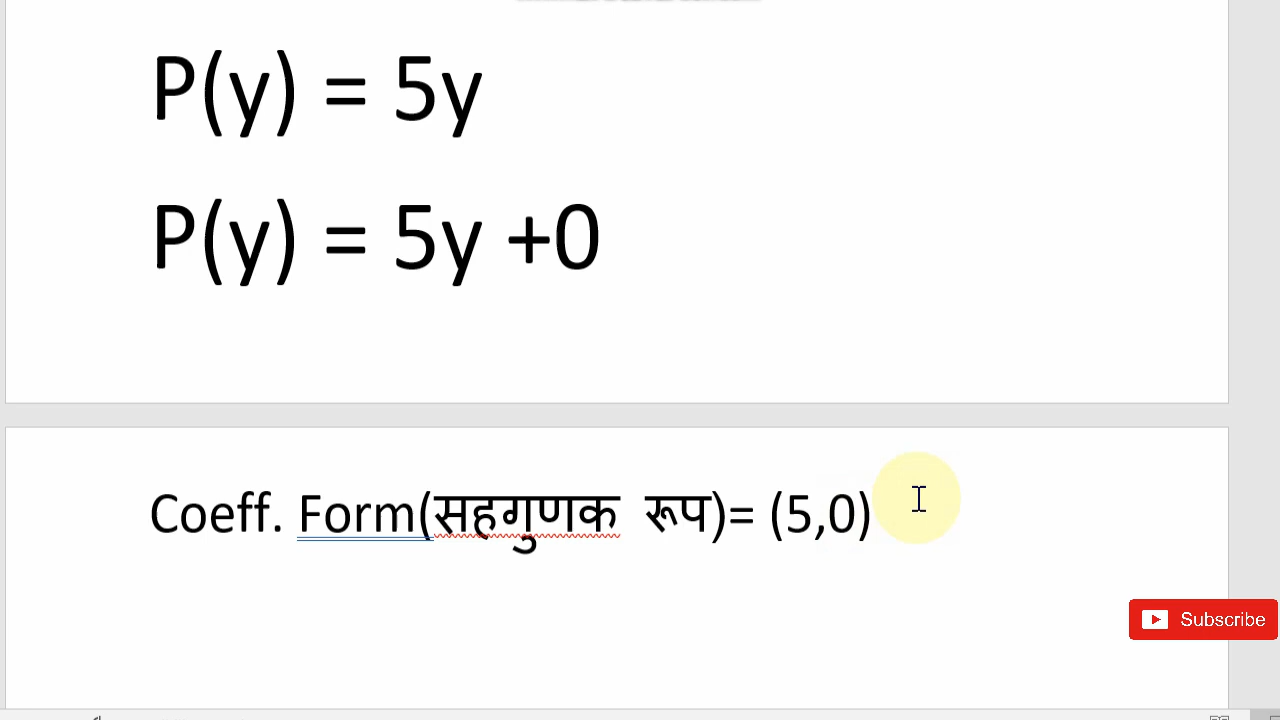 P(y) = 5y
P(y) = 5y +0
Coeff. Form(सहगुणक रूप)= (5,0)
Subscribe